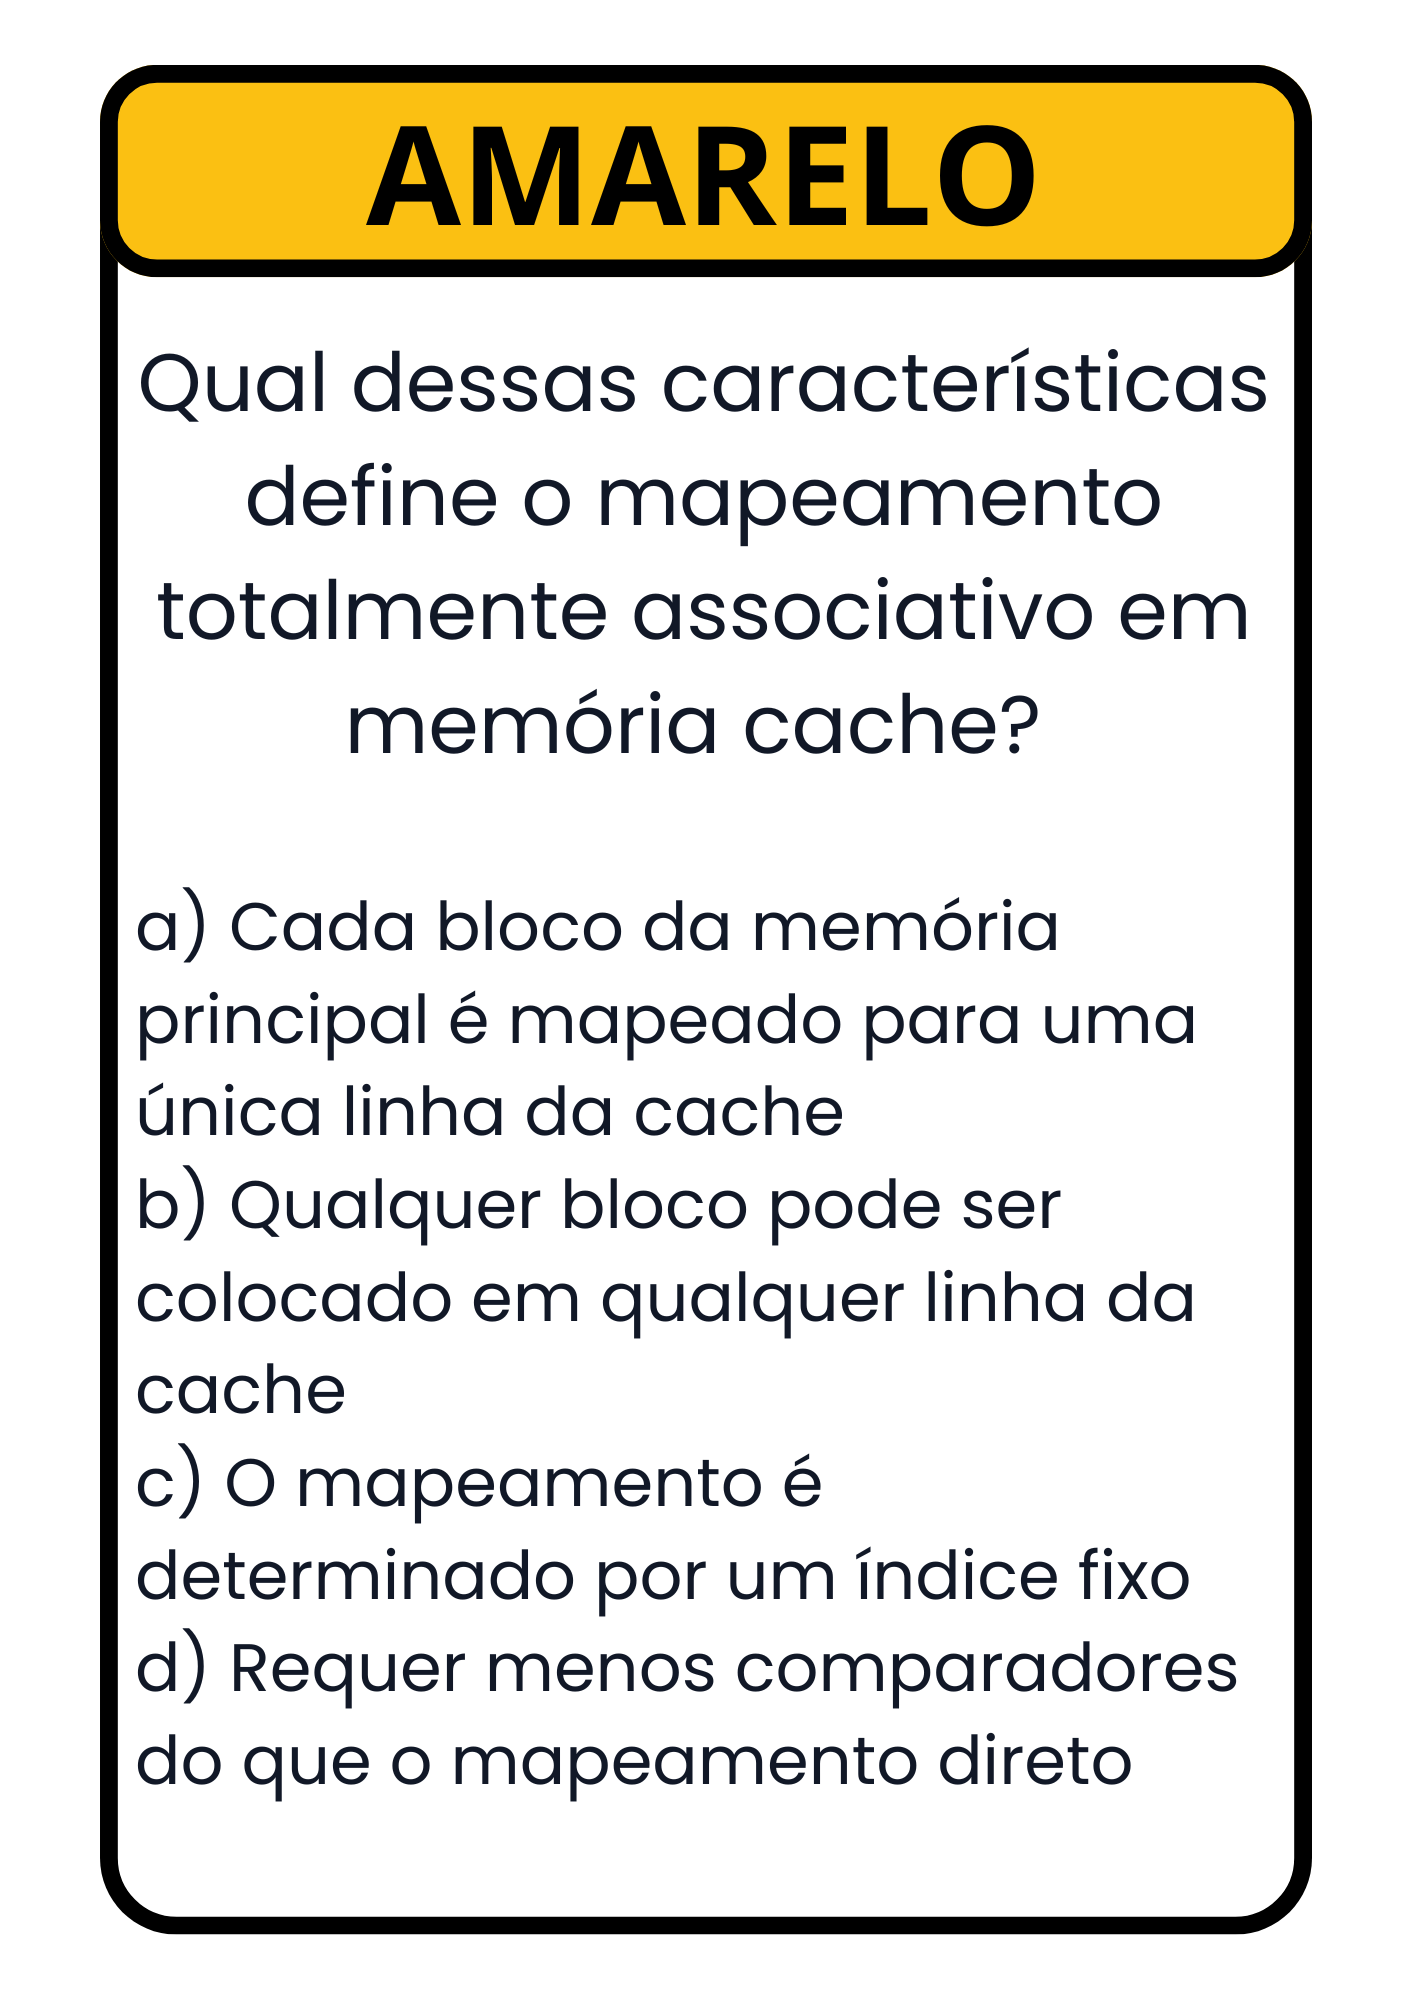 AMARELO
Qual dessas características
define o mapeamento
totalmente associativo em
memória cache?
a) Cada bloco da memória
principal é mapeado para uma
única linha da cache
b) Qualquer bloco pode ser
colocado em qualquer linha da
cache
c) O mapeamento é
determinado por um índice fixo
d) Requer menos comparadores
do que o mapeamento direto